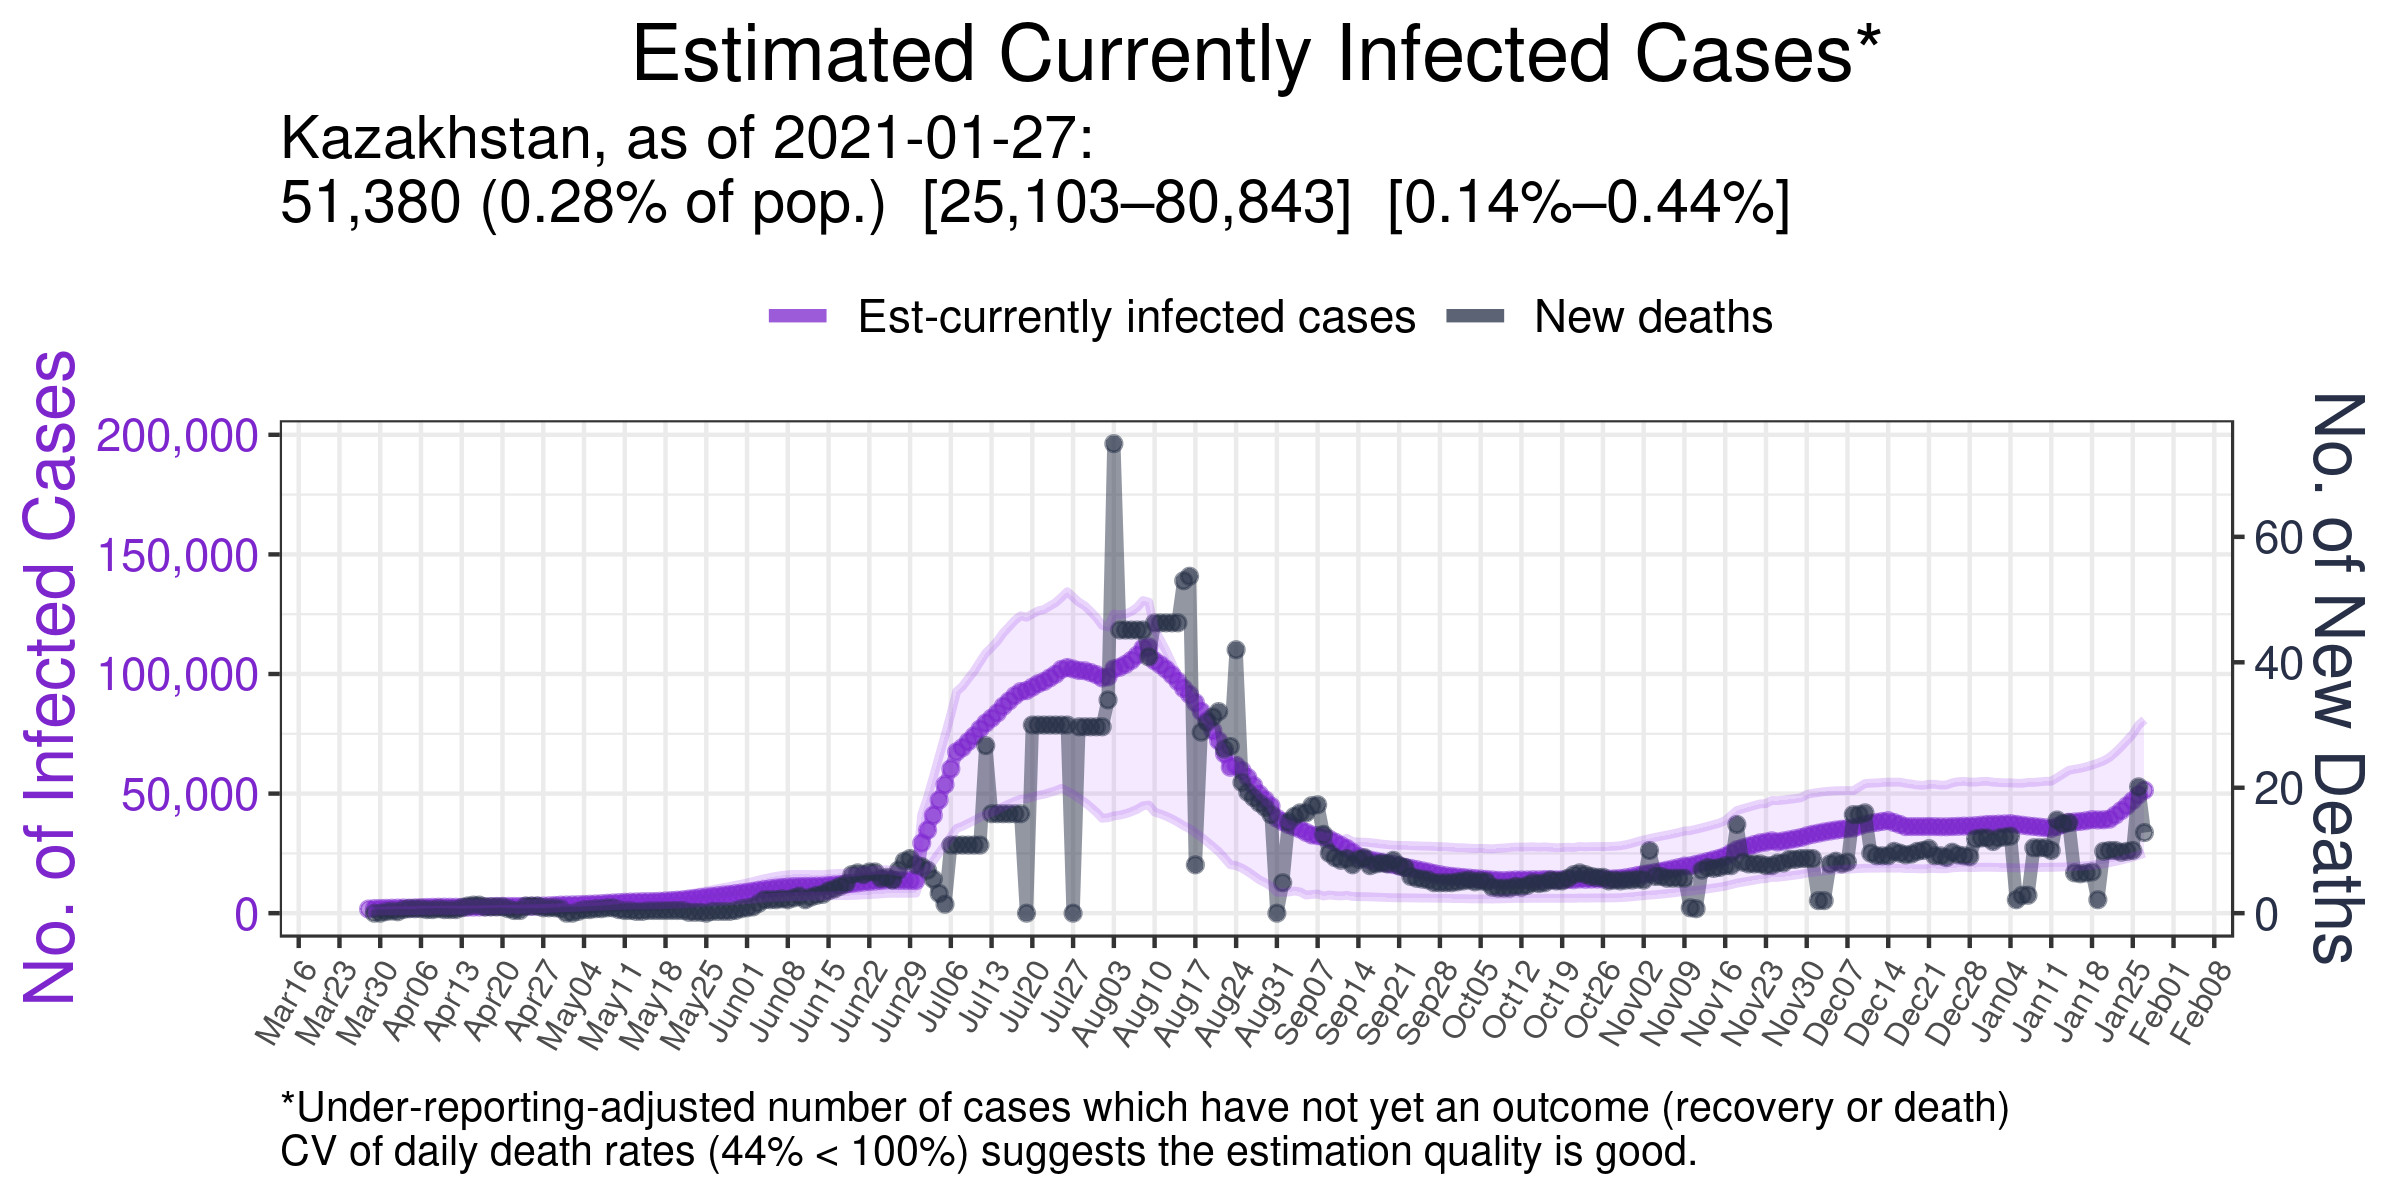 Estimated Currently Infected Cases*
Kazakhstan, as of 2021-01-27:
51,380 (0.28% of pop.) [25,103–80,843] [0.14%–0.44%]
Est-currently infected cases New deaths
No. of Infected Cases
200,000
150,000
100,000
50,000
0
60
40
20
0
No. of New Deaths
Mar16 Mar23 Mar30 Apr06 Apr13 Apr20 Apr27 May04 May11 May18 May25 Jun01 Jun08 Jun15 Jun22 Jun29 Jul06 Jul13 Jul20 Jul27 Aug03 Aug10 Aug17 Aug24 Aug31 Sep07 Sep14 Sep21 Sep28 Oct05 Oct12 Oct19 Oct26 Nov02 Nov09 Nov16 Nov23 Nov30 Dec07 Dec14 Dec21 Dec28 Jan04 Jan11 Jan18 Jan25 Feb01 Feb08
*Under-reporting-adjusted number of cases which have not yet an outcome (recovery or death)
CV of daily death rates (44% < 100%) suggests the estimation quality is good.